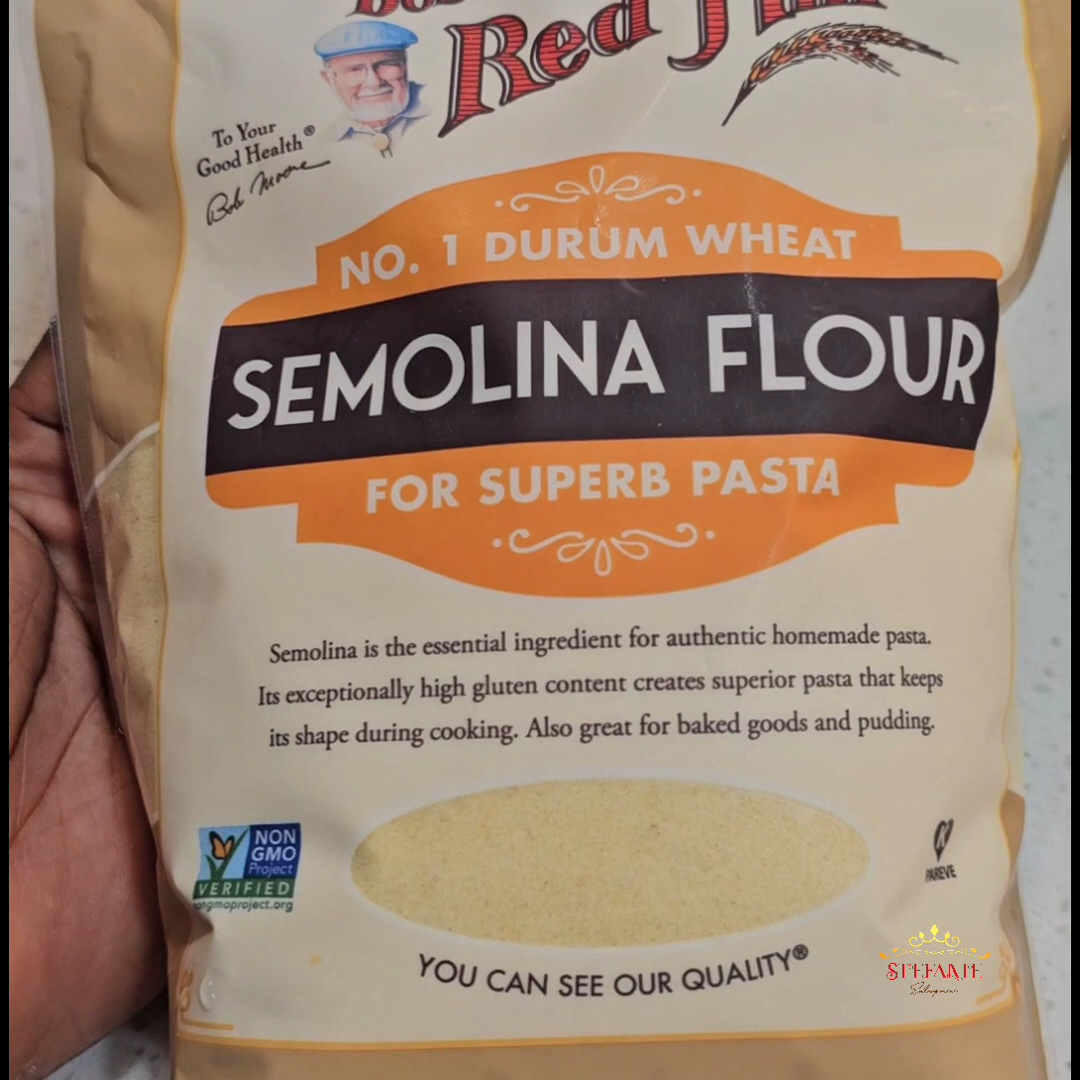 Bob's
Red Mill
To Your
Good Health®
Bob Moore
NO. 1 DURUM WHEAT
SEMOLINA FLOUR
FOR SUPERB PASTA
Semolina is the essential ingredient for authentic homemade pasta.
Its exceptionally high gluten content creates superior pasta that keeps
its shape during cooking. Also great for baked goods and pudding.
NON
GMO
Project
VERIFIED
nongmoproject.org
K
PAREVE
YOU CAN SEE OUR QUALITY®
STEFANIE